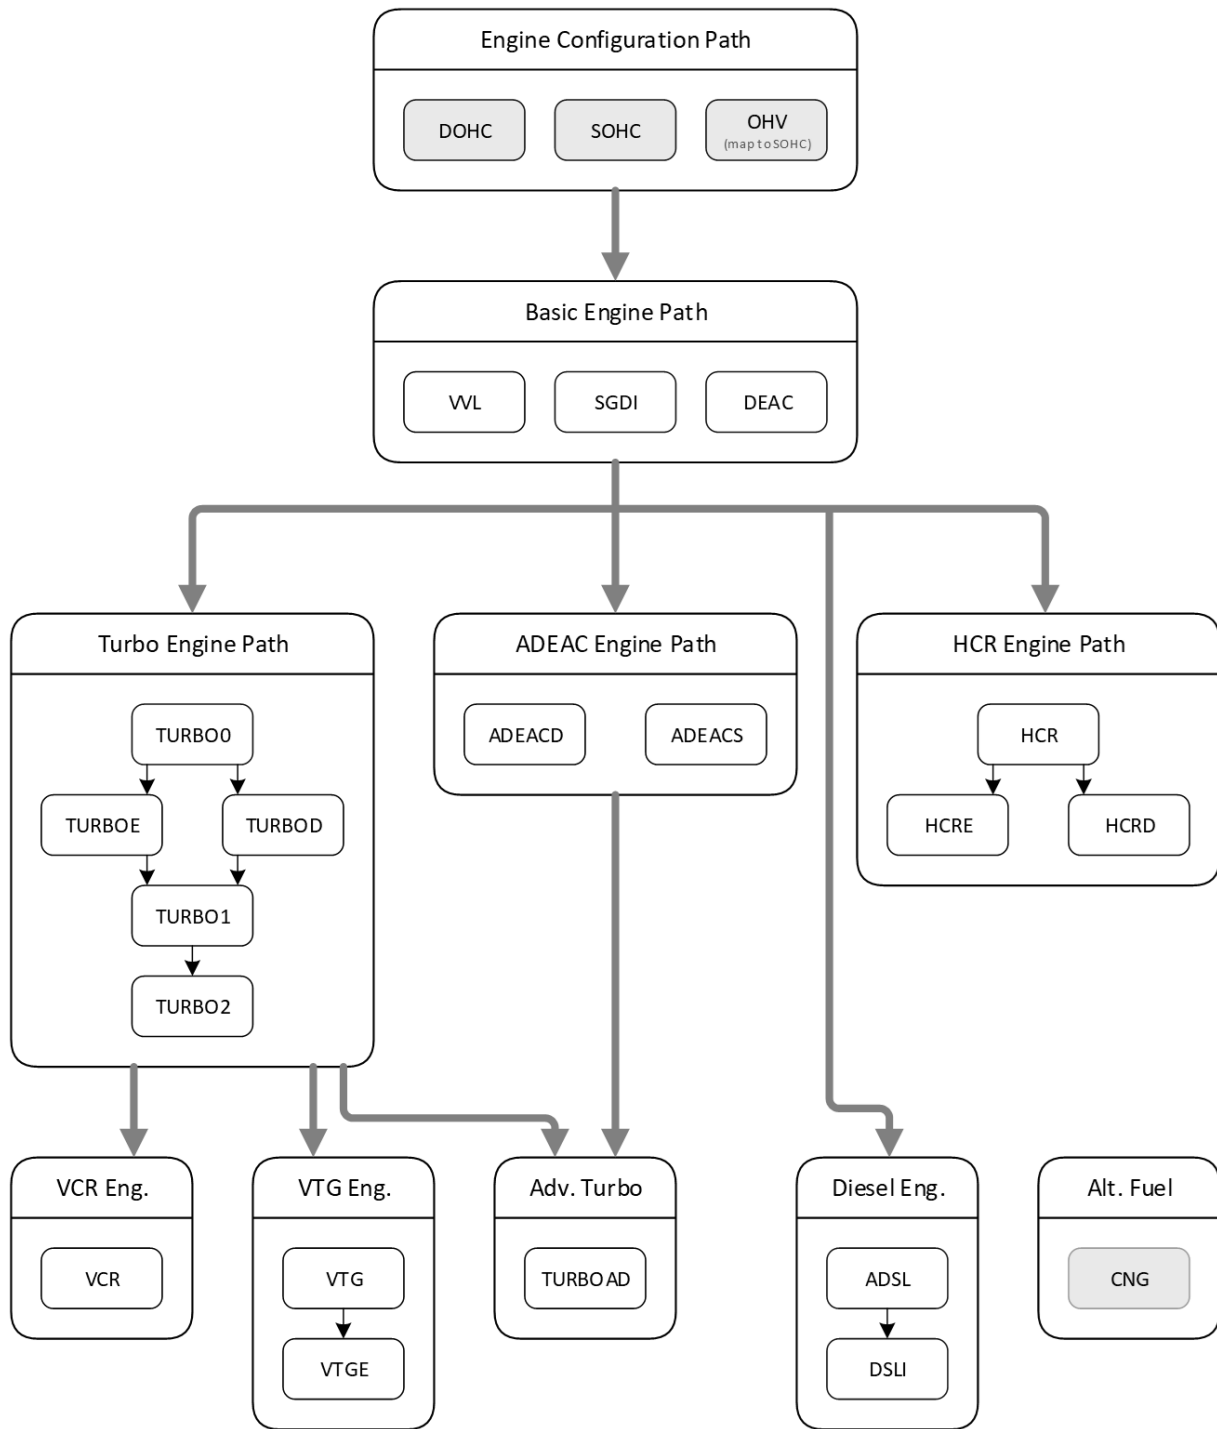 Engine Configuration Path
DOHC
SOHC
OHV
(map to SOHC)
Basic Engine Path
VVL
SGDI
DEAC
Turbo Engine Path
TURBO0
TURBOE
TURBOD
TURBO1
TURBO2
ADEAC Engine Path
ADEACD
ADEACS
HCR Engine Path
HCR
HCRE
HCRD
VCR Eng.
VCR
VTG Eng.
VTG
VTGE
Adv. Turbo
TURBOAD
Diesel Eng.
ADSL
DSLI
Alt. Fuel
CNG